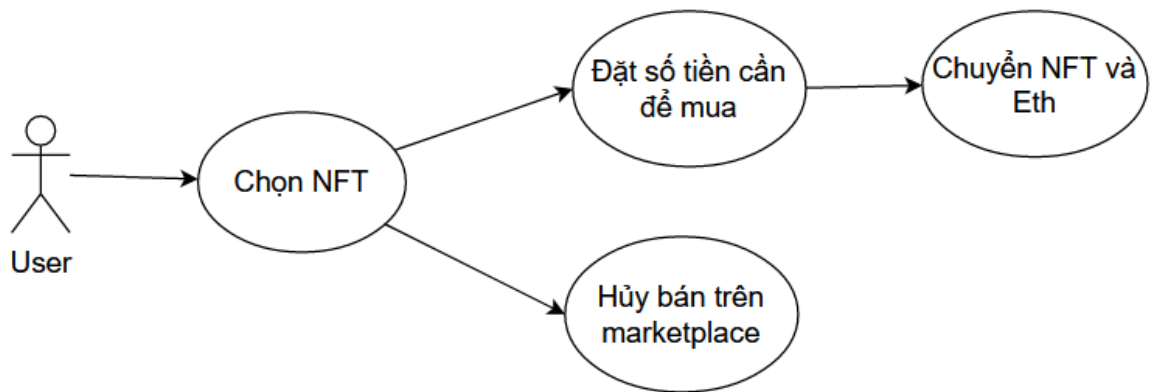 User
Chọn NFT
Đặt số tiền cần
để mua
Chuyển NFT và
Eth
Hủy bán trên
marketplace